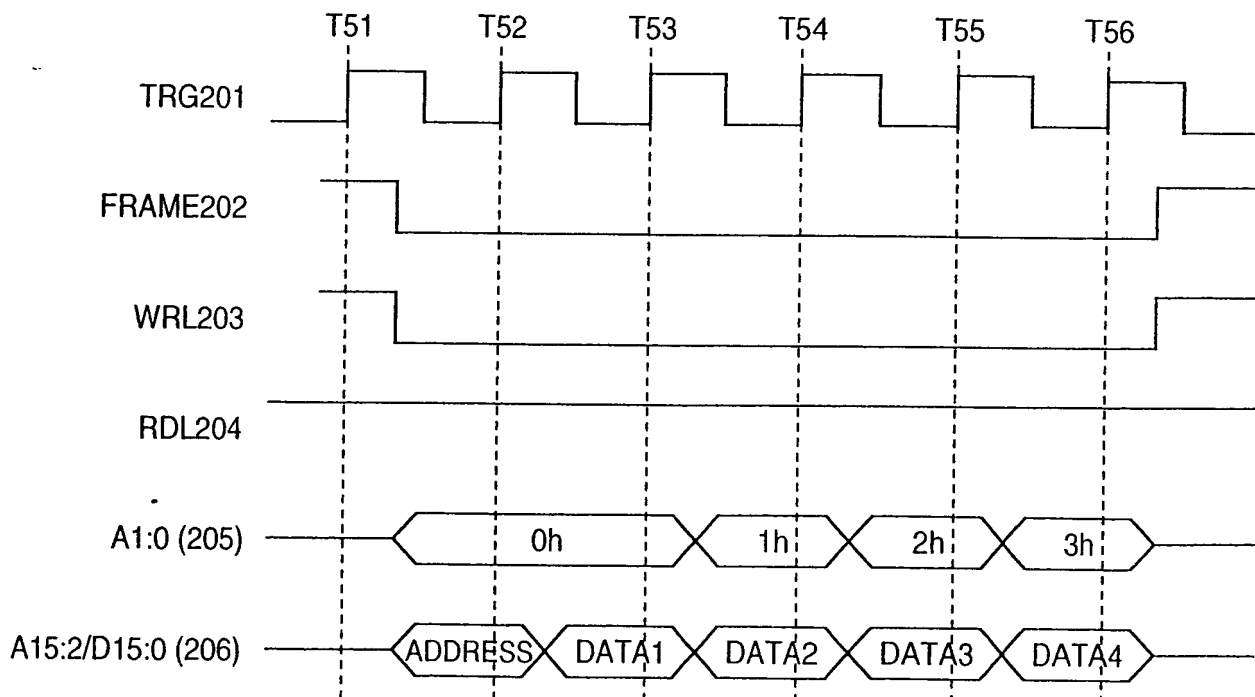 T51 T52 T53 T54 T55 T56
TRG201
FRAME202
WRL203
RDL204
A1:0 (205) 0h 1h 2h 3h
A15:2/D15:0 (206) ADDRESS DATA1 DATA2 DATA3 DATA4